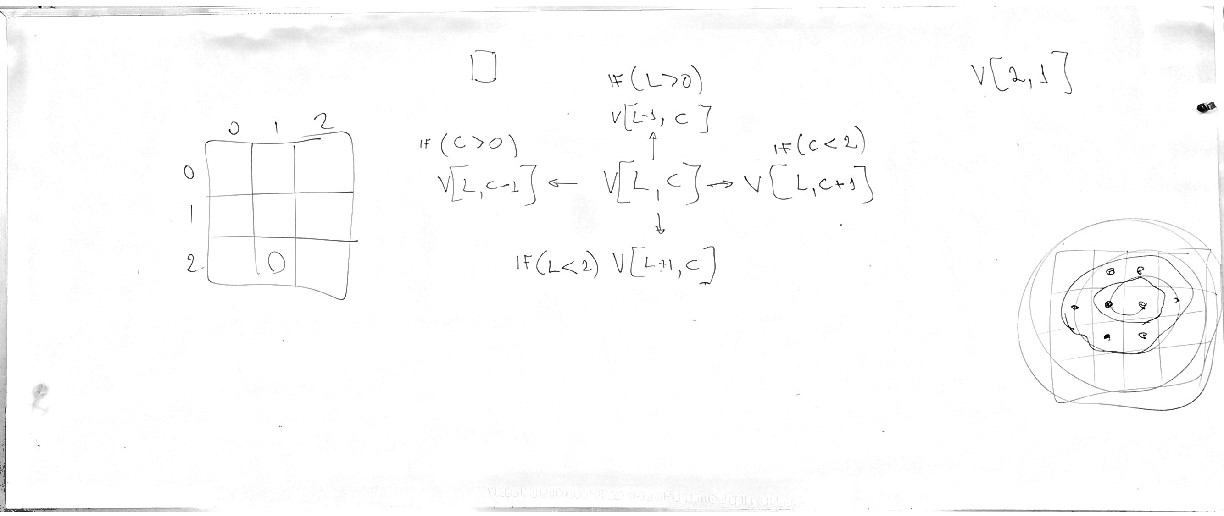 V[2,1]
IF(L>0)
V[L-1, C]
0 1 2
IF(C>0)
IF(C<2)
0
V[L,C-1] ← V[L,C] → V[L,C+1]
1
2 0
IF(L<2) V[L+1,C]